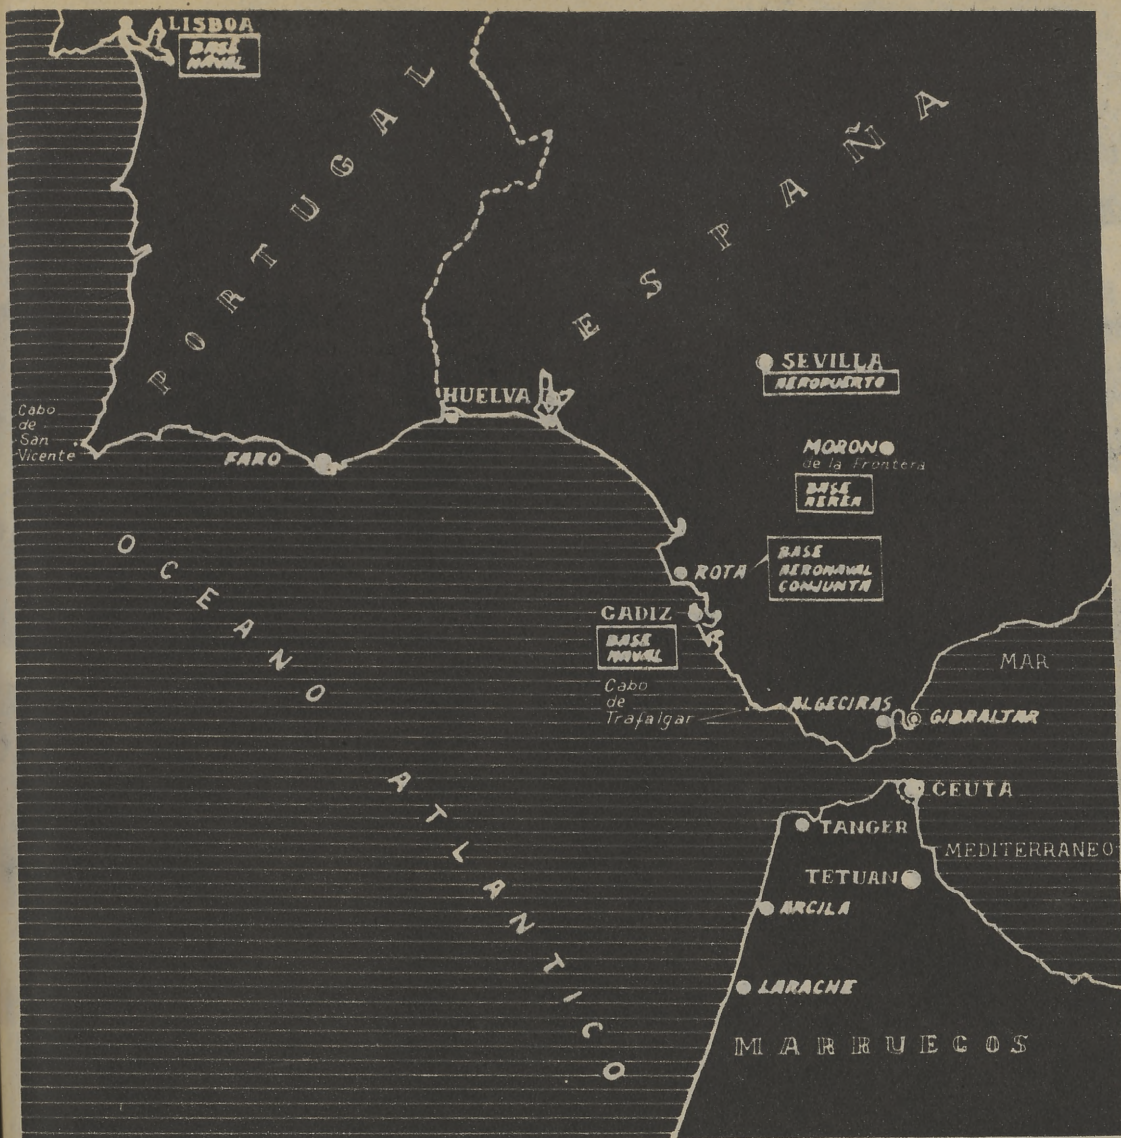 LISBOA
BASE
NAVAL
PORTUGAL
ESPAÑA
SEVILLA
AEROPUERTO
HUELVA
Cabo
de
San
Vicente
FARO
MORON
de la Frontera
BASE
AEREA
ROTA
BASE
AERONAVAL
CONJUNTA
CADIZ
BASE
NAVAL
Cabo
de
Trafalgar
ALGECIRAS
GIBRALTAR
MAR
MEDITERRANEO
OCEANO
ATLANTICO
CEUTA
TANGER
TETUAN
ARCILA
LARACHE
MARRUECOS